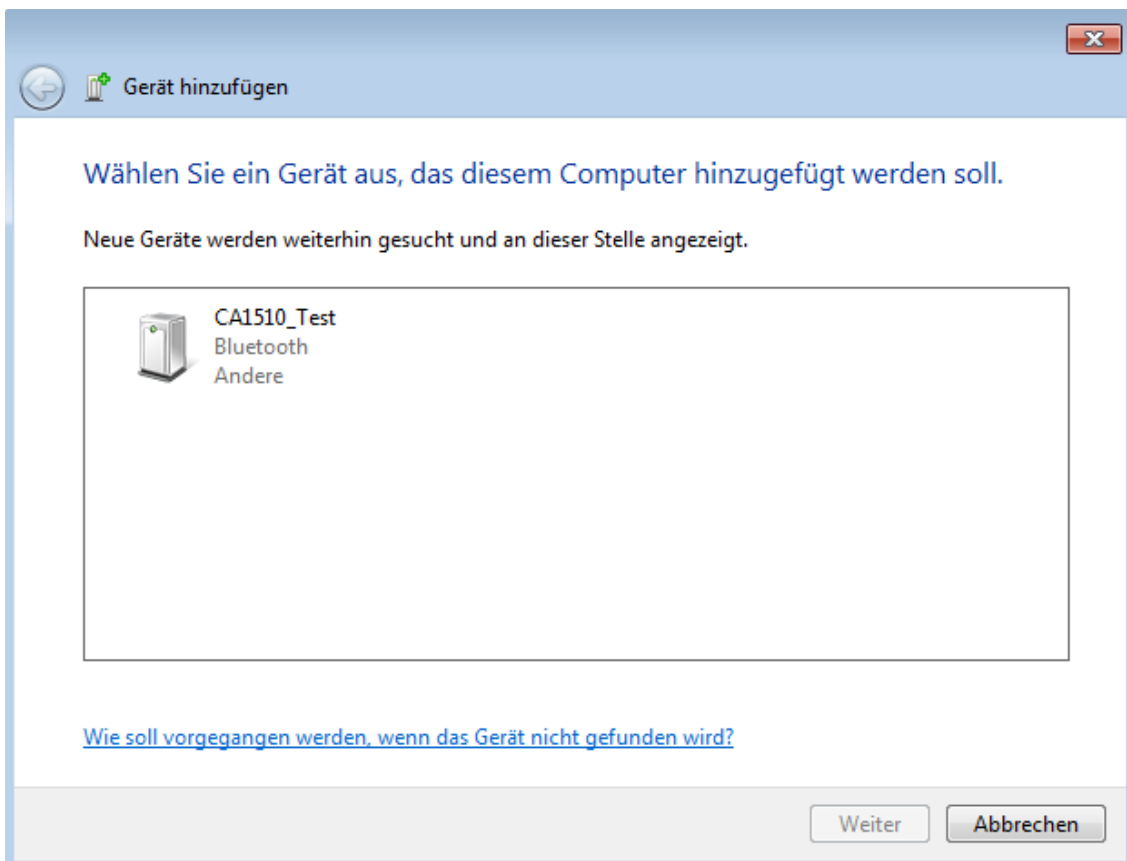 Gerät hinzufügen
Wählen Sie ein Gerät aus, das diesem Computer hinzugefügt werden soll.
Neue Geräte werden weiterhin gesucht und an dieser Stelle angezeigt.
CA1510_Test
Bluetooth
Andere
Wie soll vorgegangen werden, wenn das Gerät nicht gefunden wird?
Weiter
Abbrechen